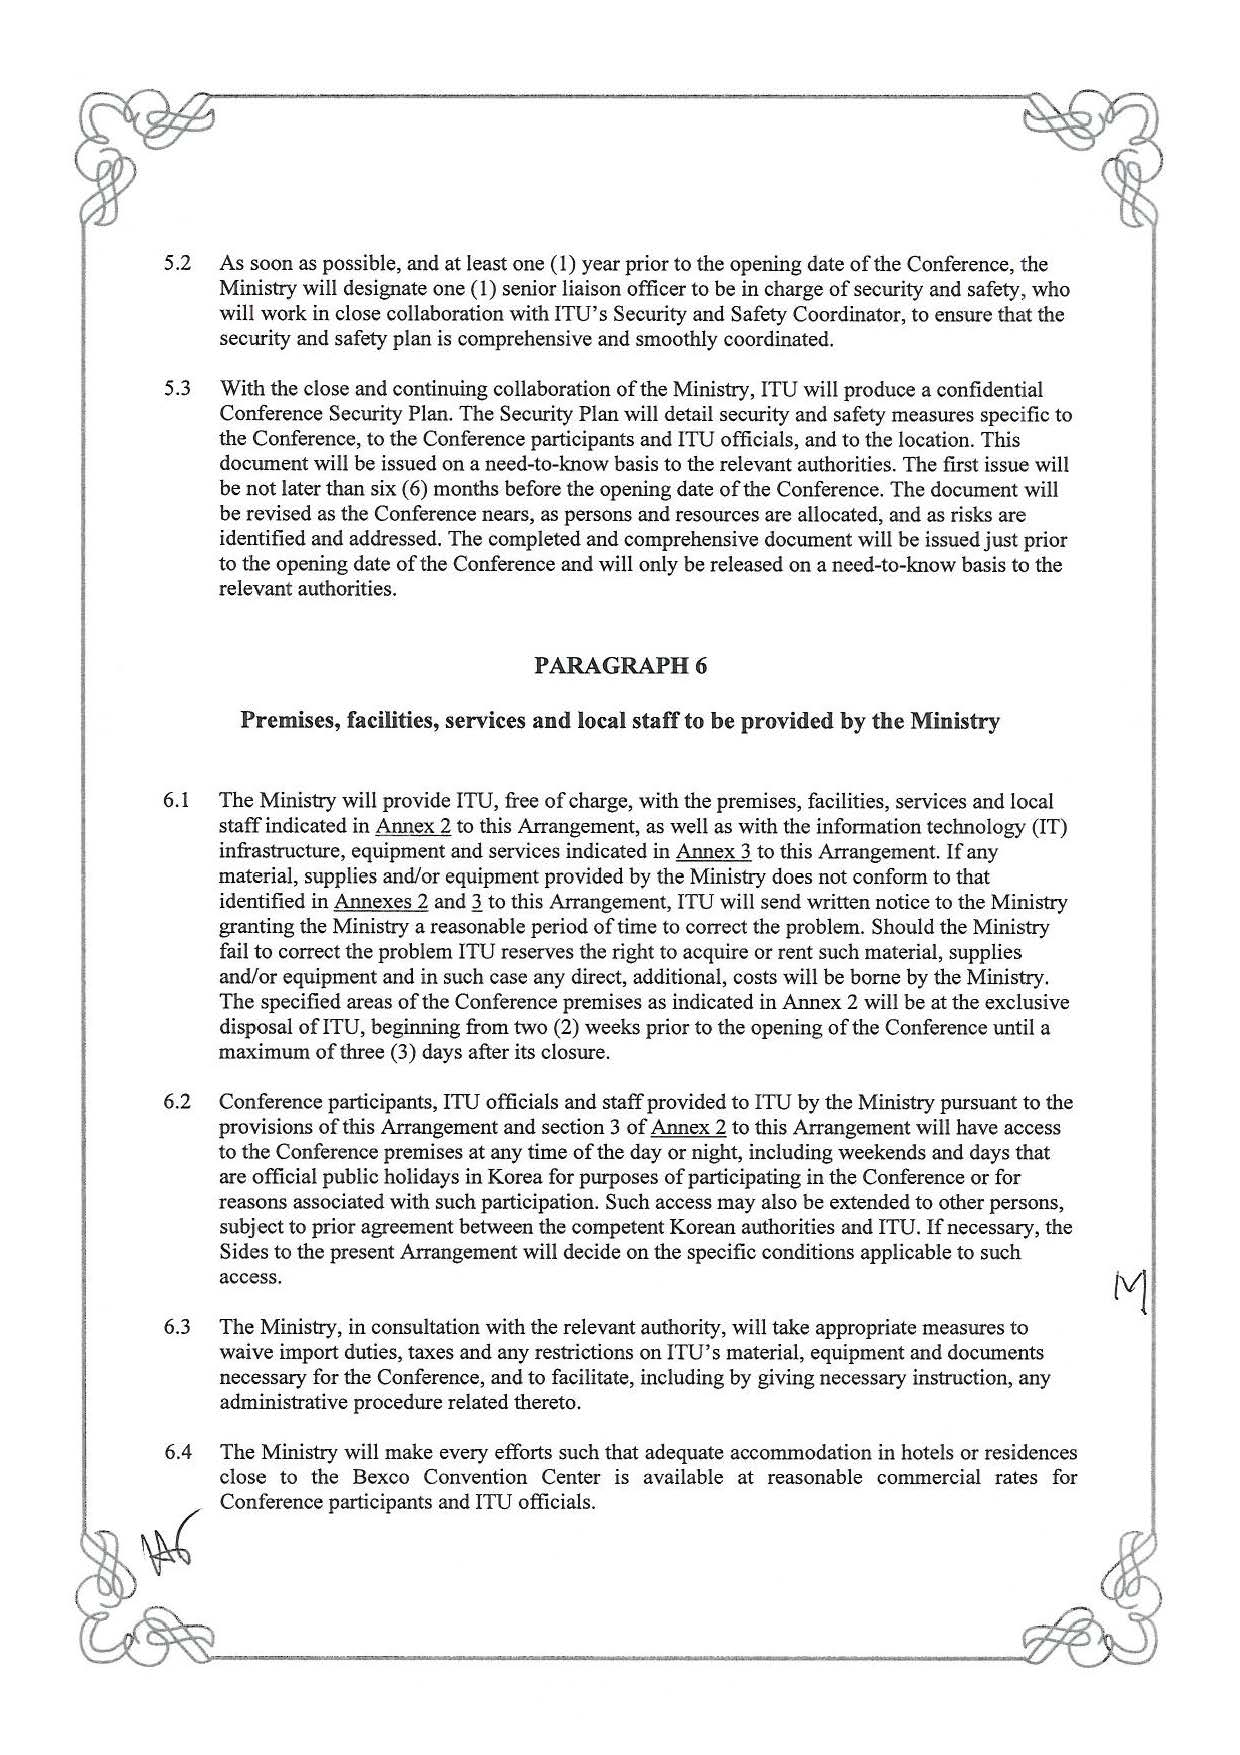 5.2 As soon as possible, and at least one (1) year prior to the opening date of the Conference, the
Ministry will designate one (1) senior liaison officer to be in charge of security and safety, who
will work in close collaboration with ITU's Security and Safety Coordinator, to ensure that the
security and safety plan is comprehensive and smoothly coordinated.
5.3 With the close and continuing collaboration of the Ministry, ITU will produce a confidential
Conference Security Plan. The Security Plan will detail security and safety measures specific to
the Conference, to the Conference participants and ITU officials, and to the location. This
document will be issued on a need-to-know basis to the relevant authorities. The first issue will
be not later than six (6) months before the opening date of the Conference. The document will
be revised as the Conference nears, as persons and resources are allocated, and as risks are
identified and addressed. The completed and comprehensive document will be issued just prior
to the opening date of the Conference and will only be released on a need-to-know basis to the
relevant authorities.
PARAGRAPH 6
Premises, facilities, services and local staff to be provided by the Ministry
6.1 The Ministry will provide ITU, free of charge, with the premises, facilities, services and local
staff indicated in Annex 2 to this Arrangement, as well as with the information technology (IT)
infrastructure, equipment and services indicated in Annex 3 to this Arrangement. If any
material, supplies and/or equipment provided by the Ministry does not conform to that
identified in Annexes 2 and 3 to this Arrangement, ITU will send written notice to the Ministry
granting the Ministry a reasonable period of time to correct the problem. Should the Ministry
fail to correct the problem ITU reserves the right to acquire or rent such material, supplies
and/or equipment and in such case any direct, additional, costs will be borne by the Ministry.
The specified areas of the Conference premises as indicated in Annex 2 will be at the exclusive
disposal of ITU, beginning from two (2) weeks prior to the opening of the Conference until a
maximum of three (3) days after its closure.
6.2 Conference participants, ITU officials and staff provided to ITU by the Ministry pursuant to the
provisions of this Arrangement and section 3 of Annex 2 to this Arrangement will have access
to the Conference premises at any time of the day or night, including weekends and days that
are official public holidays in Korea for purposes of participating in the Conference or for
reasons associated with such participation. Such access may also be extended to other persons,
subject to prior agreement between the competent Korean authorities and ITU. If necessary, the
Sides to the present Arrangement will decide on the specific conditions applicable to such
access.
6.3 The Ministry, in consultation with the relevant authority, will take appropriate measures to
waive import duties, taxes and any restrictions on ITU's material, equipment and documents
necessary for the Conference, and to facilitate, including by giving necessary instruction, any
administrative procedure related thereto.
6.4 The Ministry will make every efforts such that adequate accommodation in hotels or residences
close to the Bexco Convention Center is available at reasonable commercial rates for
Conference participants and ITU officials.